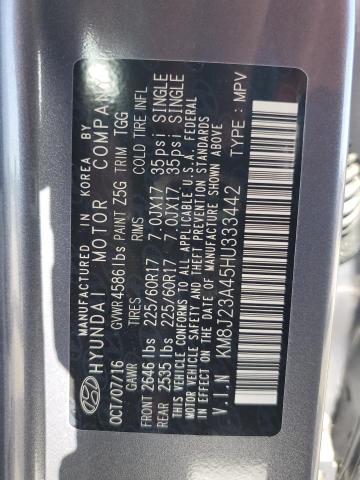 MANUFACTURED IN KOREA BY
HYUNDAI MOTOR COMPANY
OCT/07/16 GVWR 4586 lbs PAINT Z5G TRIM TGG
GAWR TIRE RIMS COLD TIRE INFL
FRONT 2646 lbs 225/60R17 7.0JX17 35psi SINGLE
REAR 2535 lbs 225/60R17 7.0JX17 35psi SINGLE
THIS VEHICLE CONFORMS TO ALL APPLICABLE U.S.A. FEDERAL
MOTOR VEHICLE SAFETY/BUMPER/THEFT PREVENTION STANDARDS
IN EFFECT ON THE DATE OF MANUFACTURE SHOWN ABOVE
V.I.N : KM8J23A45HU333442 TYPE : MPV